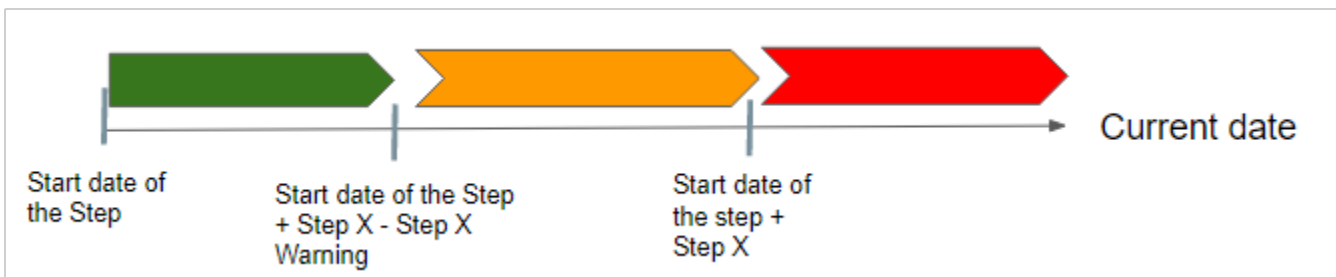 Current date
Start date of
the Step
Start date of the Step
+ Step X - Step X
Warning
Start date of
the step +
Step X